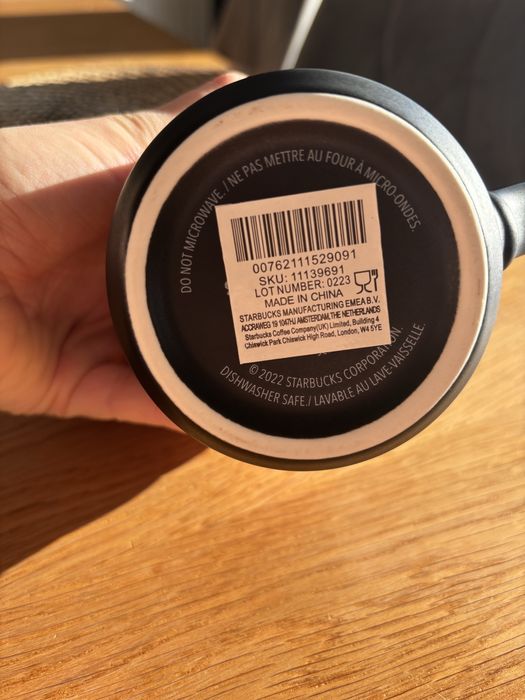 DO NOT MICROWAVE. / NE PAS METTRE AU FOUR À MICRO-ONDES.
00762111529091
SKU: 11139691
LOT NUMBER: 0223
MADE IN CHINA
STARBUCKS MANUFACTURING EMEA B.V.
ACCRAWEG 19 1047HJ AMSTERDAM, THE NETHERLANDS
Starbucks Coffee Company(UK) Limited, Building 4
Chiswick Park Chiswick High Road, London, W4 5YE
© 2022 STARBUCKS CORPORATION.
DISHWASHER SAFE./ LAVABLE AU LAVE-VAISSELLE.